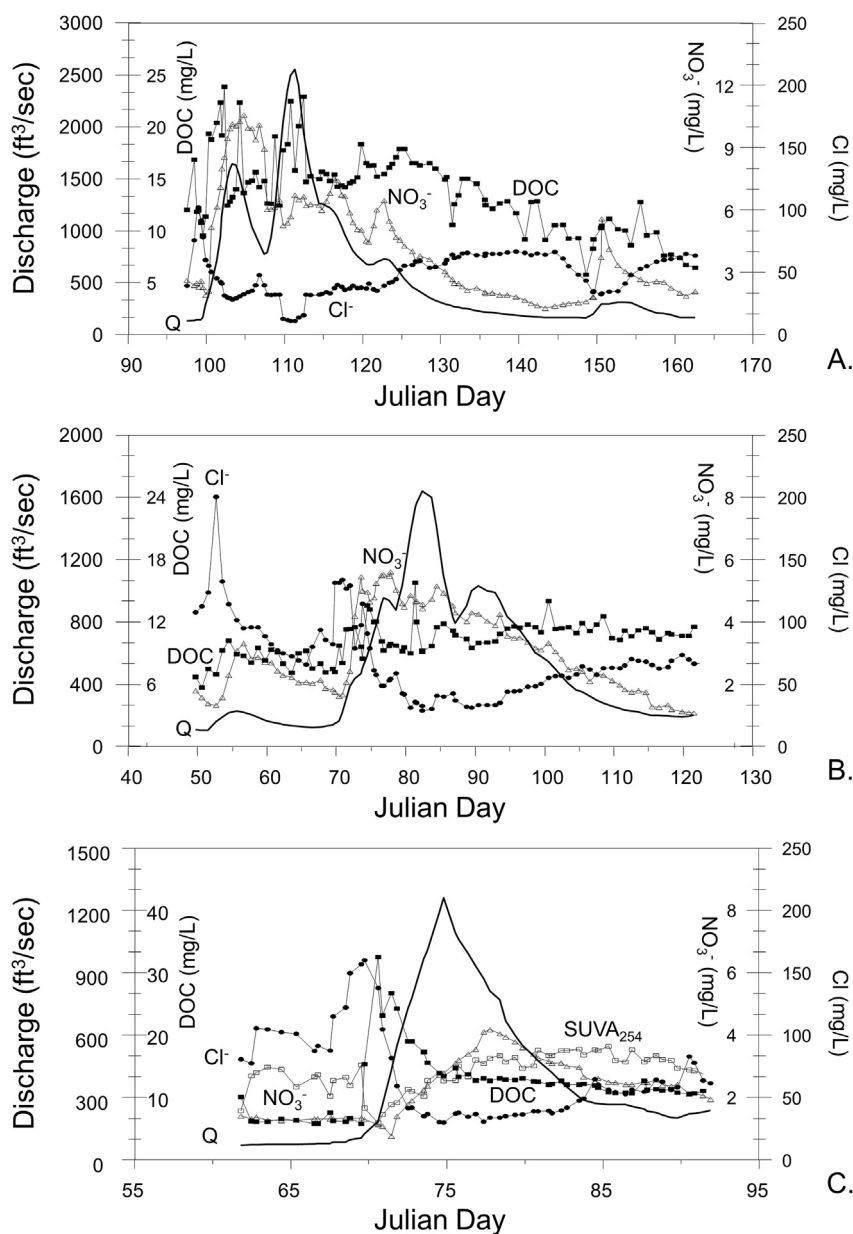 3000
2500
2000
1500
1000
500
0
Discharge (ft³/sec)
25
20
15
10
5
DOC (mg/L)
NO₃⁻ (mg/L)
12
9
6
3
250
200
150
100
50
0
Cl (mg/L)
NO₃⁻
DOC
Cl⁻
Q
90 100 110 120 130 140 150 160 170
Julian Day
A.
2000
1600
1200
800
400
0
Discharge (ft³/sec)
24
18
12
6
DOC (mg/L)
NO₃⁻ (mg/L)
8
6
4
2
250
200
150
100
50
0
Cl (mg/L)
Cl⁻
NO₃⁻
DOC
Q
40 50 60 70 80 90 100 110 120 130
Julian Day
B.
1500
1200
900
600
300
0
Discharge (ft³/sec)
40
30
20
10
DOC (mg/L)
NO₃⁻ (mg/L)
8
6
4
2
250
200
150
100
50
0
Cl (mg/L)
SUVA₂₅₄
Cl⁻
NO₃⁻
DOC
Q
55 65 75 85 95
Julian Day
C.